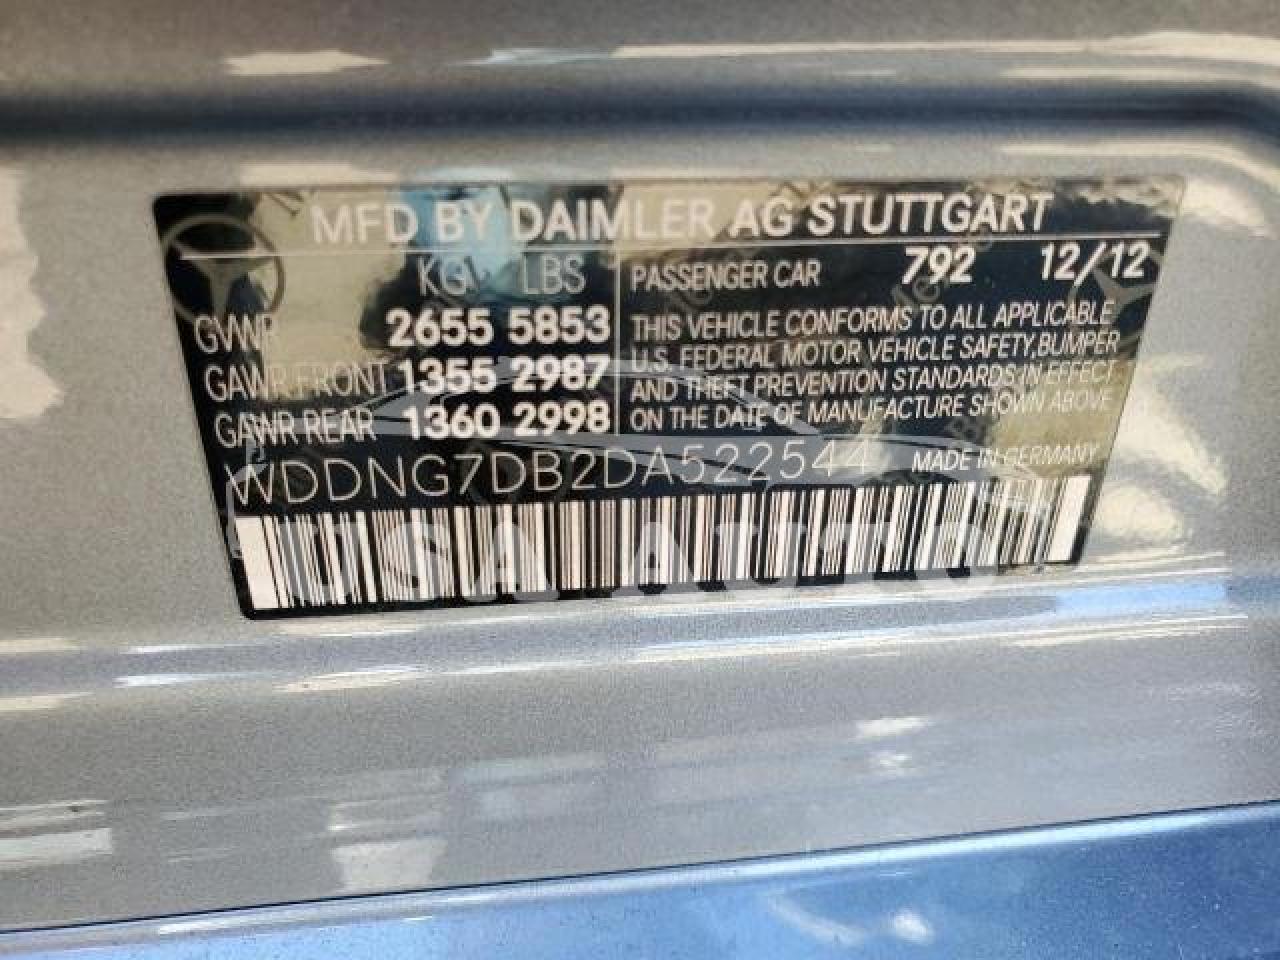 MFD BY DAIMLER AG STUTTGART
KG LBS
GVWR 2655 5853
GAWR FRONT 1355 2987
GAWR REAR 1360 2998
PASSENGER CAR 792 12/12
THIS VEHICLE CONFORMS TO ALL APPLICABLE
U.S. FEDERAL MOTOR VEHICLE SAFETY, BUMPER
AND THEFT PREVENTION STANDARDS IN EFFECT
ON THE DATE OF MANUFACTURE SHOWN ABOVE
WDDNG7DB2DA522544 MADE IN GERMANY
USA AUTO